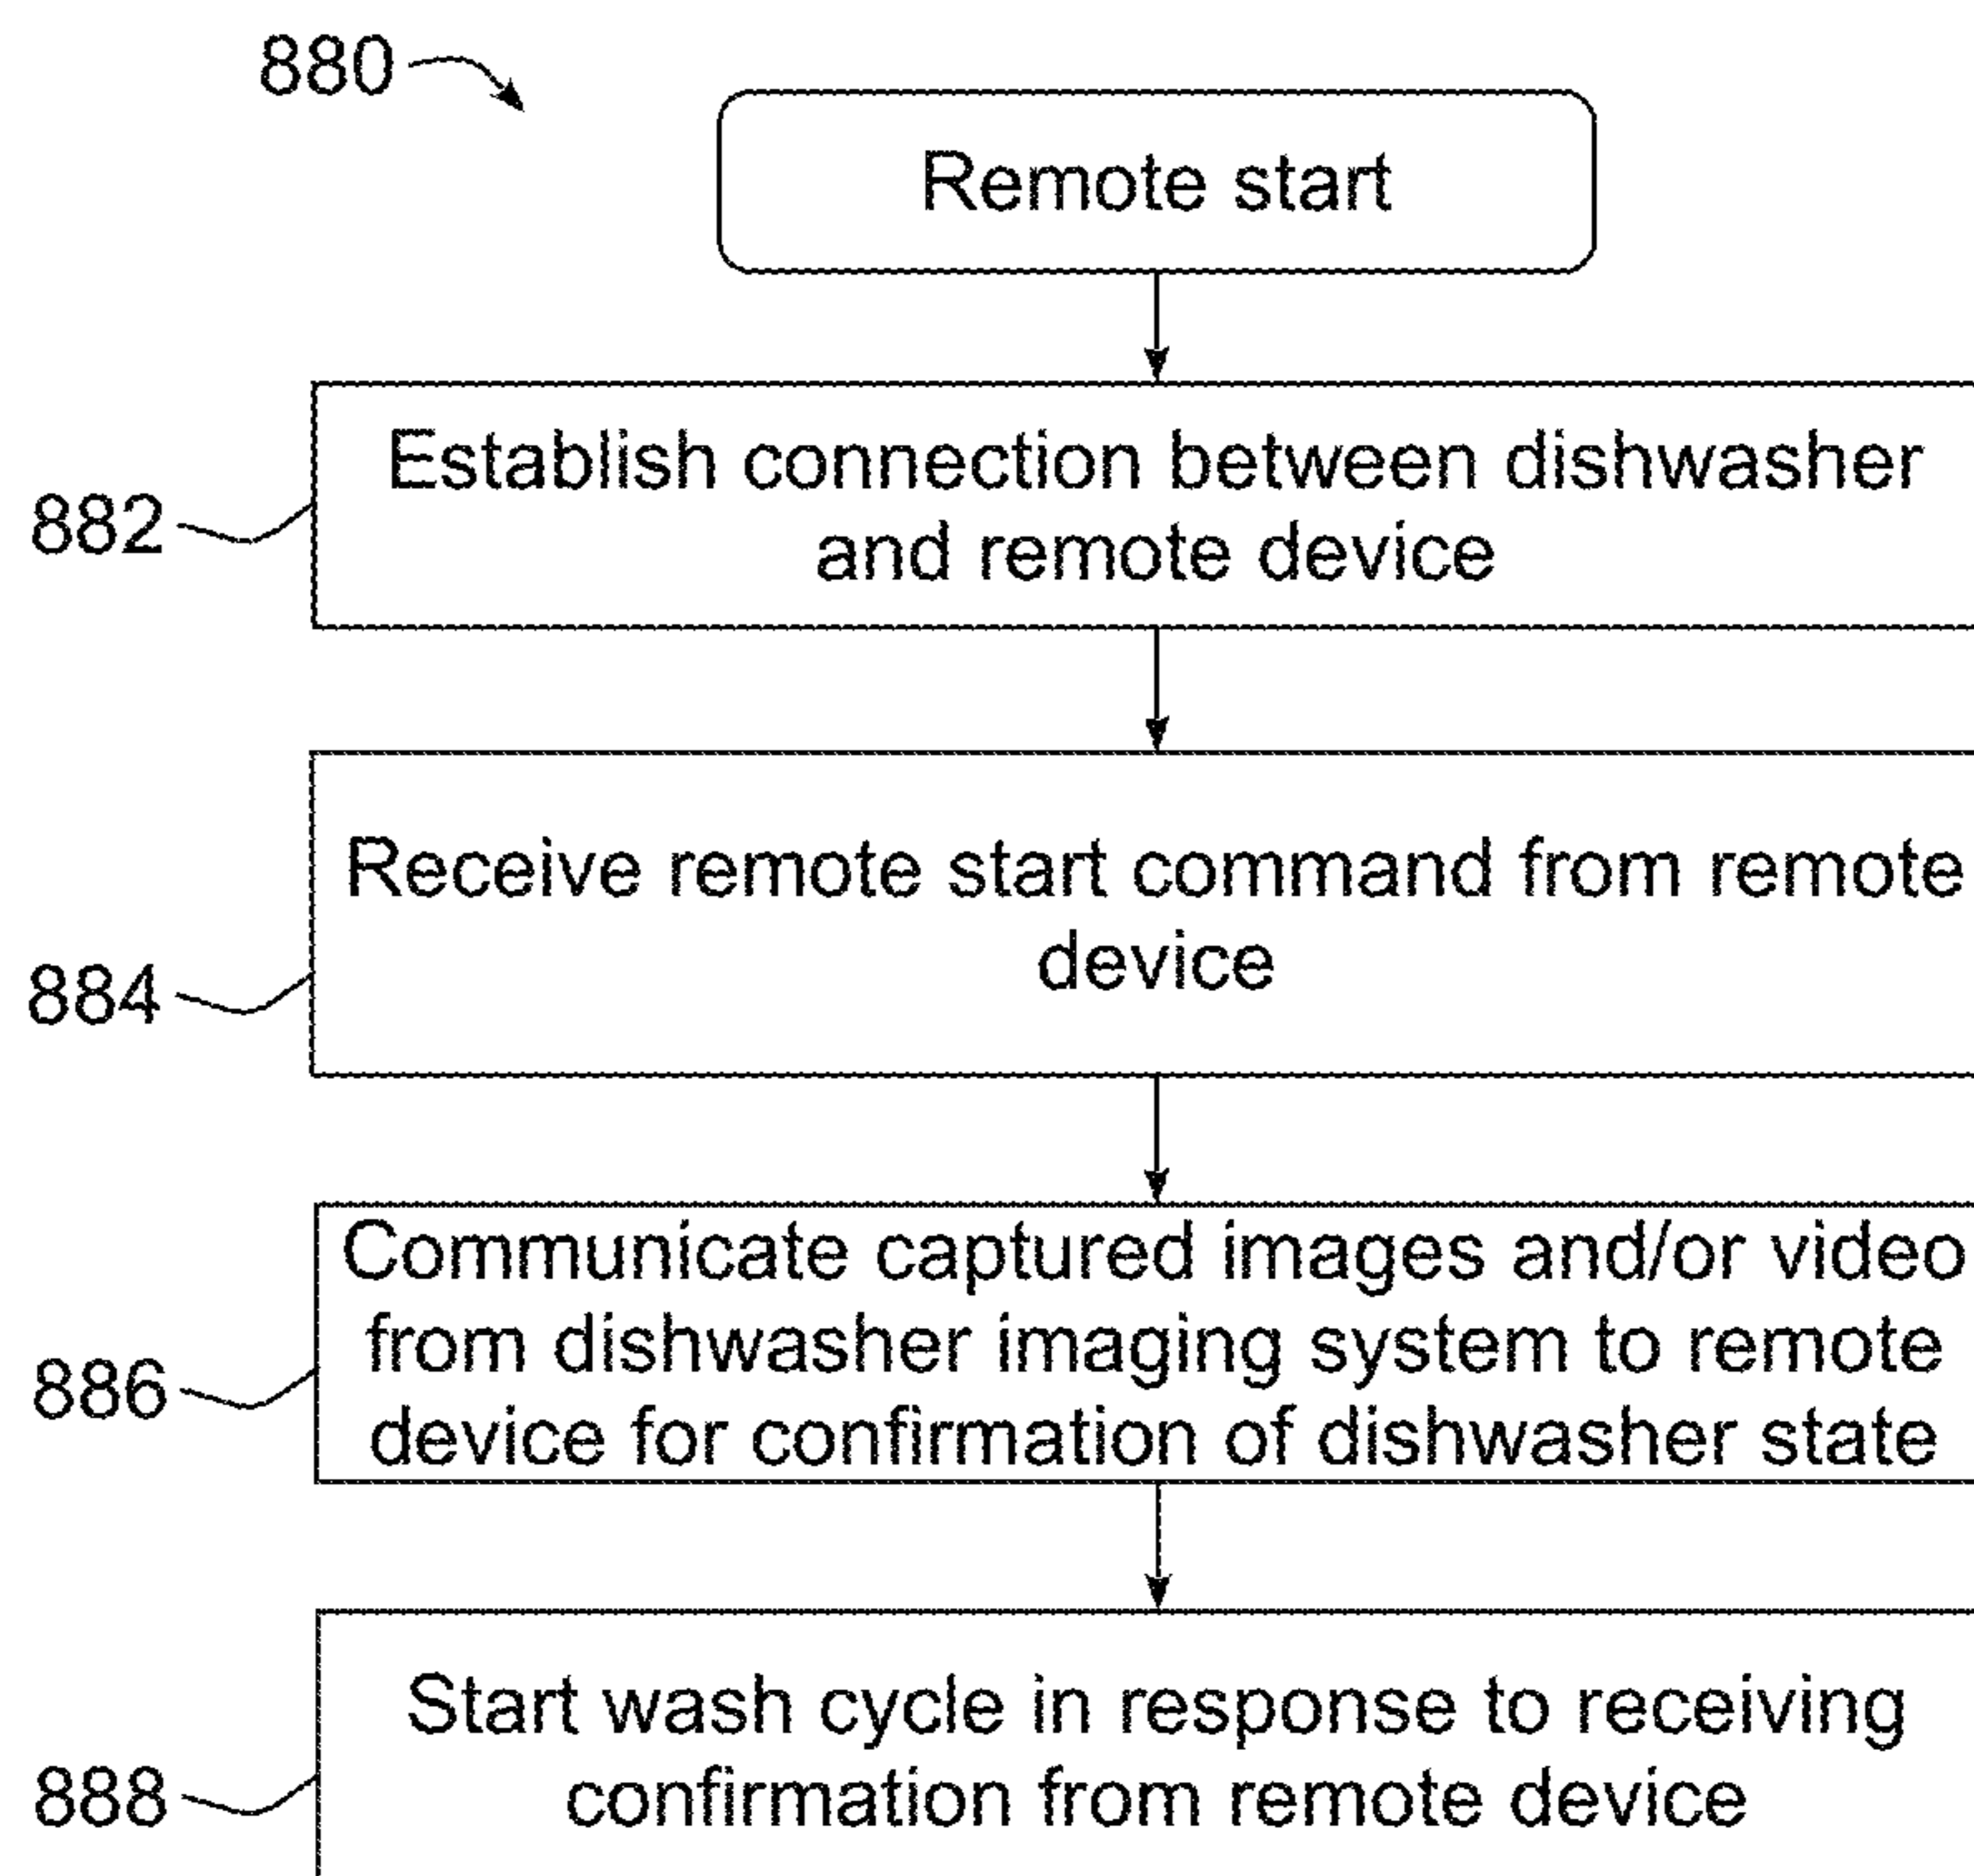 880
Remote start
Establish connection between dishwasher
and remote device
882
Receive remote start command from remote
device
884
Communicate captured images and/or video
from dishwasher imaging system to remote
device for confirmation of dishwasher state
886
Start wash cycle in response to receiving
confirmation from remote device
888